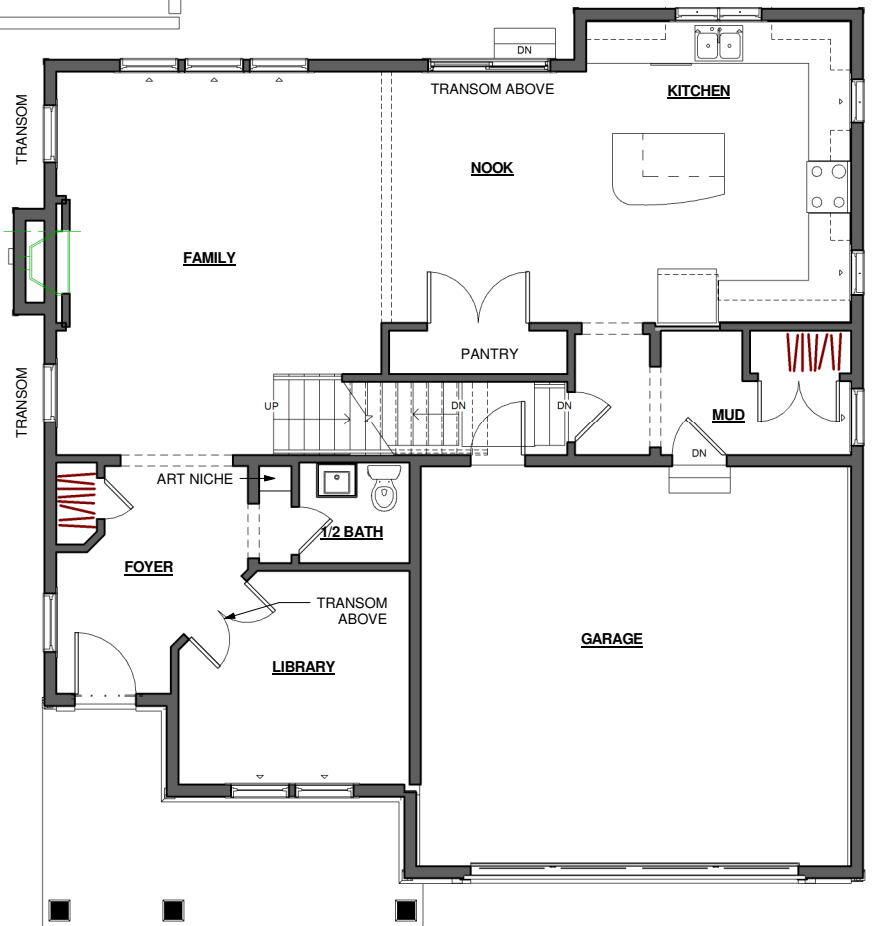 DN
TRANSOM
TRANSOM ABOVE
KITCHEN
NOOK
FAMILY
PANTRY
UP
DN
DN
TRANSOM
MUD
DN
ART NICHE
1/2 BATH
FOYER
TRANSOM
ABOVE
LIBRARY
GARAGE